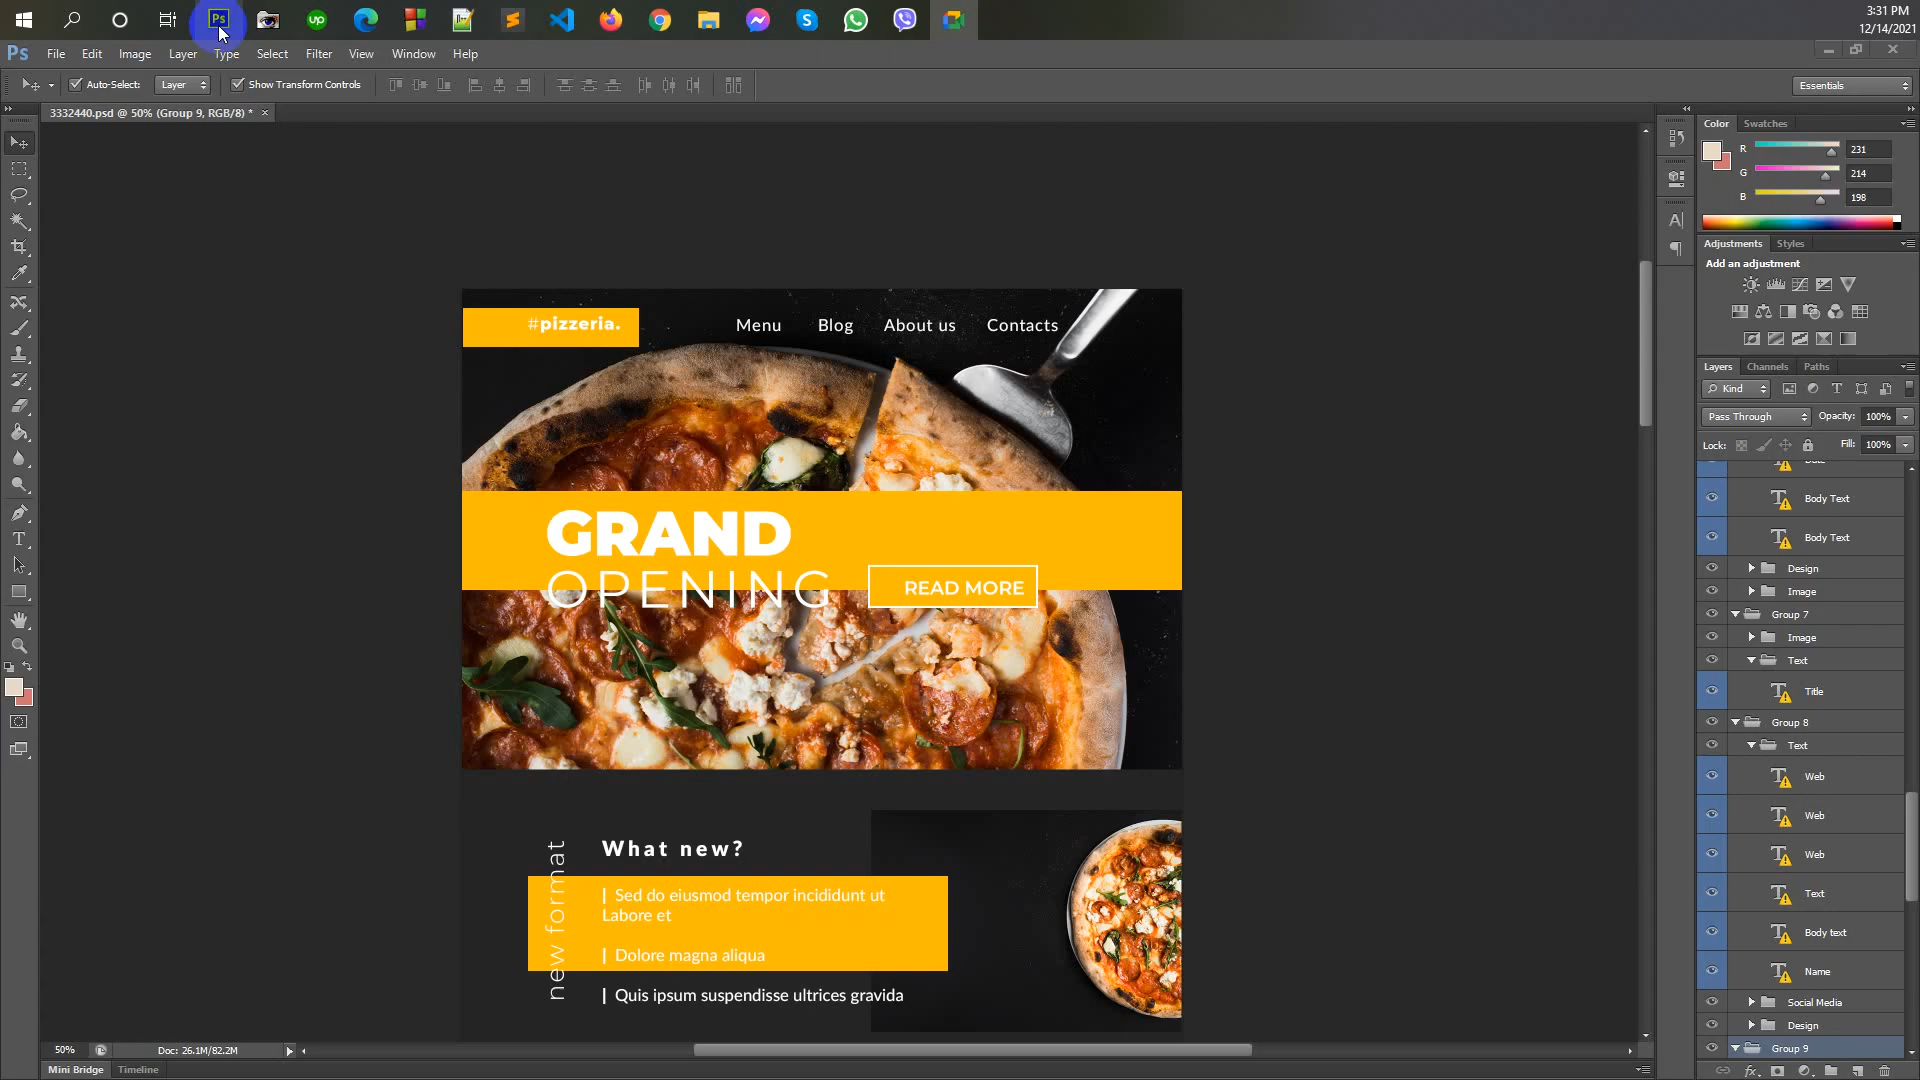 3:31 PM
12/14/2021
Ps
up
Ps File Edit Image Layer Type Select Filter View Window Help
Auto-Select: Layer Show Transform Controls Essentials
3332440.psd @ 50% (Group 9, RGB/8) * ×
#pizzeria. Menu Blog About us Contacts
GRAND
OPENING
READ MORE
new format
What new?
| Sed do eiusmod tempor incididunt ut
Labore et
| Dolore magna aliqua
| Quis ipsum suspendisse ultrices gravida
50% Doc: 26.1M/82.2M
Mini Bridge Timeline
Color Swatches
R 231
G 214
B 198
Adjustments Styles
Add an adjustment
Layers Channels Paths
Kind
Pass Through Opacity: 100%
Lock: Fill: 100%
Body Text
Body Text
Design
Image
Group 7
Image
Text
Title
Group 8
Text
Web
Web
Web
Text
Body text
Name
Social Media
Design
Group 9